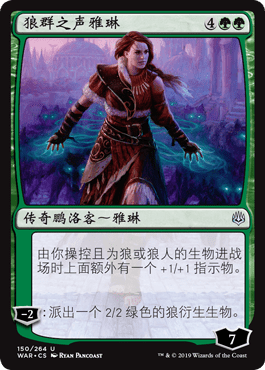 狼群之声雅琳 4
传奇鹏洛客～雅琳
由你操控且为狼或狼人的生物进战
场时上面额外有一个 +1/+1 指示物。
-2 : 派出一个 2/2 绿色的狼衍生生物。
7
150/264 U
WAR • CS Ryan Pancoast
™ & © 2019 Wizards of the Coast